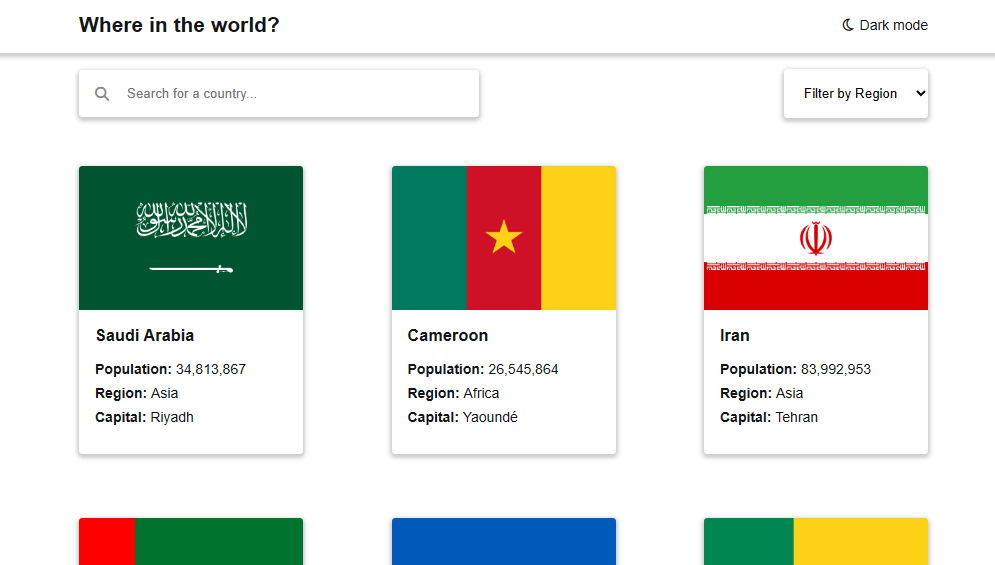 Where in the world?
Dark mode
Search for a country...
Filter by Region
Saudi Arabia
Population: 34,813,867
Region: Asia
Capital: Riyadh
Cameroon
Population: 26,545,864
Region: Africa
Capital: Yaoundé
Iran
Population: 83,992,953
Region: Asia
Capital: Tehran